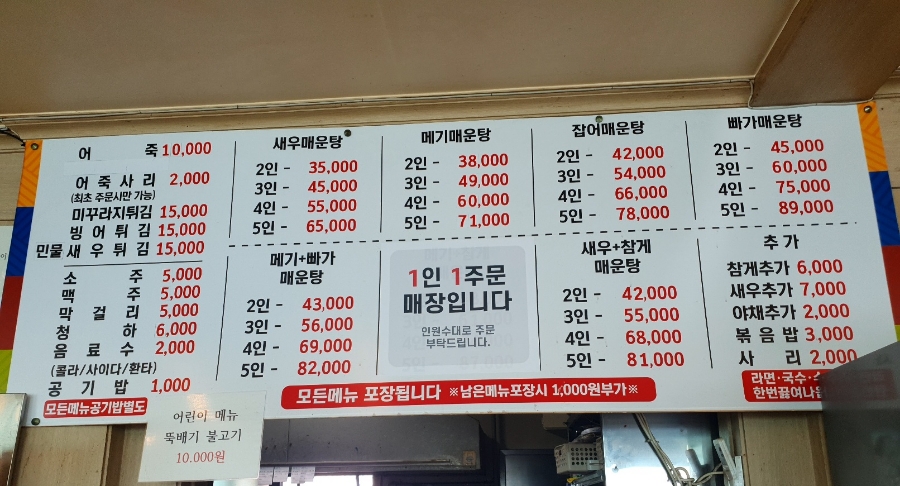 어 죽 10,000
어 죽 사 리 2,000
(최초 주문시만 가능)
미꾸라지튀김 15,000
빙 어 튀 김 15,000
민물새우튀김 15,000
소 주 5,000
맥 주 5,000
막 걸 리 5,000
청 하 6,000
음 료 수 2,000
(콜라/사이다/환타)
공 기 밥 1,000
모든메뉴공기밥별도
새우매운탕
2인 - 35,000
3인 - 45,000
4인 - 55,000
5인 - 65,000
메기매운탕
2인 - 38,000
3인 - 49,000
4인 - 60,000
5인 - 71,000
잡어매운탕
2인 - 42,000
3인 - 54,000
4인 - 66,000
5인 - 78,000
빠가매운탕
2인 - 45,000
3인 - 60,000
4인 - 75,000
5인 - 89,000
메기+빠가
매운탕
2인 - 43,000
3인 - 56,000
4인 - 69,000
5인 - 82,000
1인 1주문
매장입니다
인원수대로 주문
부탁드립니다.
새우+참게
매운탕
2인 - 42,000
3인 - 55,000
4인 - 68,000
5인 - 81,000
추 가
참게추가 6,000
새우추가 7,000
야채추가 2,000
볶 음 밥 3,000
사 리 2,000
라면·국수·
한번끓여나옴
모든메뉴 포장됩니다 ※남은메뉴포장시 1,000원부가※
어린이 메뉴
뚝배기 불고기
10.000원